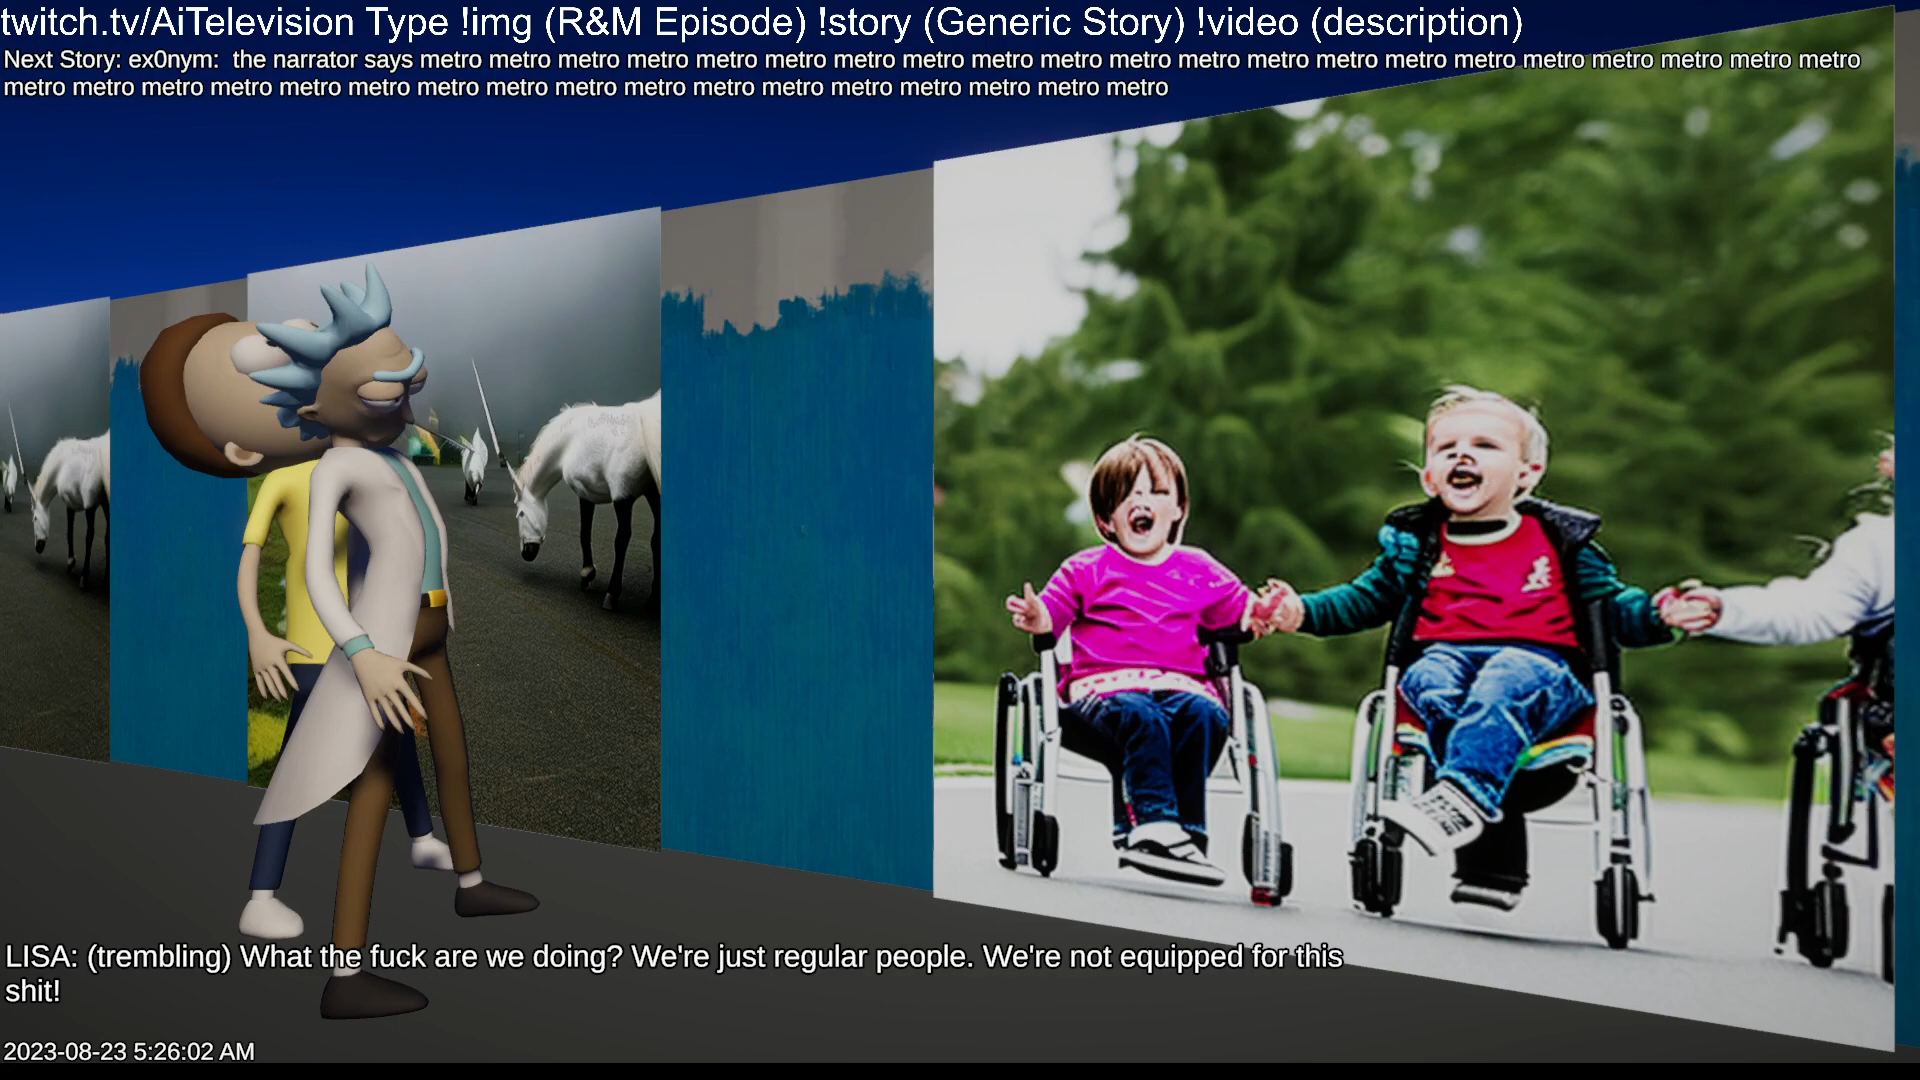 twitch.tv/AiTelevision Type !img (R&M Episode) !story (Generic Story) !video (description)
Next Story: ex0nym:  the narrator says metro metro metro metro metro metro metro metro metro metro metro metro metro metro metro metro metro metro metro metro metro
metro metro metro metro metro metro metro metro metro metro metro metro metro metro metro metro metro
LISA: (trembling) What the fuck are we doing? We're just regular people. We're not equipped for this
shit!
2023-08-23 5:26:02 AM